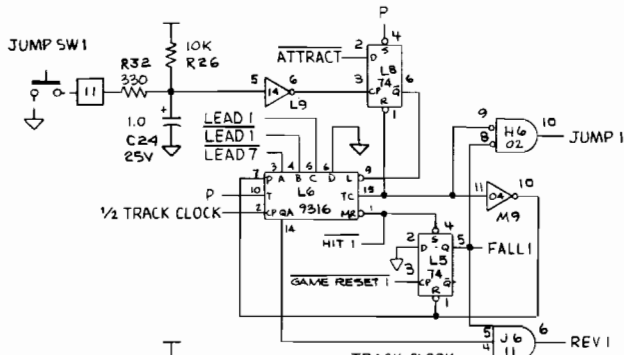 P
JUMP SW1
10K
R26
R32
330
11
1.0
C24
25V
5 14 6
L9
ATTRACT
2 D S 4
L8
74
3 CP Q 6
R 1
LEAD 1
LEAD 1
LEAD 7
3 4 5 6
7 P A B C D L 9
P
10 T L6 TC 15
9316
½ TRACK CLOCK
2 CP QA MR 1
14
HIT 1
9
8
H6
02
10
JUMP 1
11 04 10
M9
S 4
2 D Q 5
L5
74
3 CP Q
R 1
FALL1
GAME RESET 1
5
4
J6
11
6
REV1